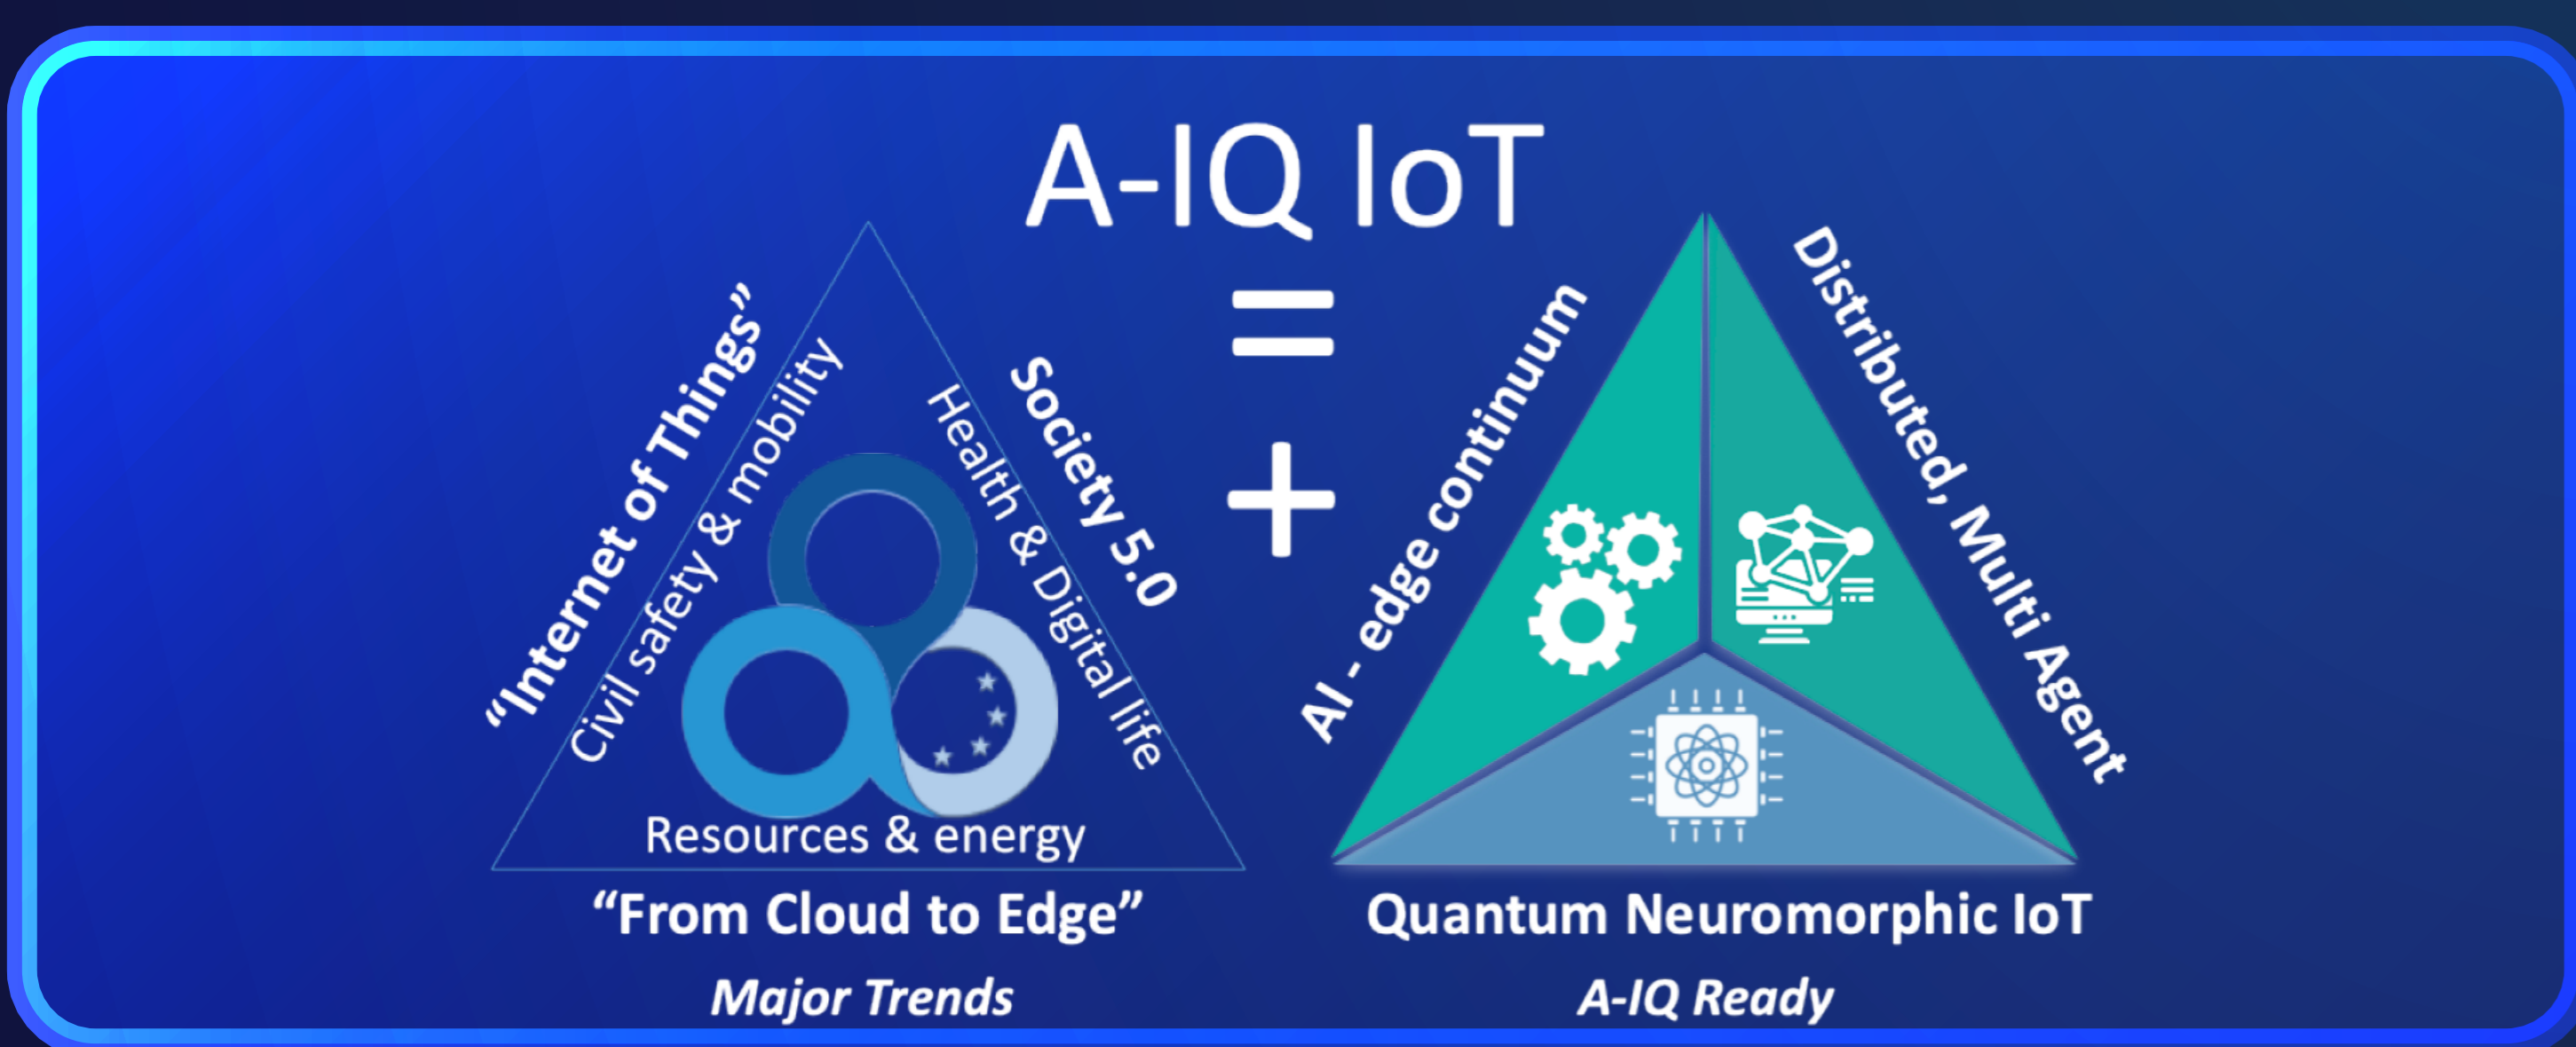 A-IQ IoT
=
+
“Internet of Things”
Civil safety & mobility
Health & Digital life
Society 5.0
Resources & energy
“From Cloud to Edge”
Major Trends
AI - edge continuum
Distributed, Multi Agent
Quantum Neuromorphic IoT
A-IQ Ready